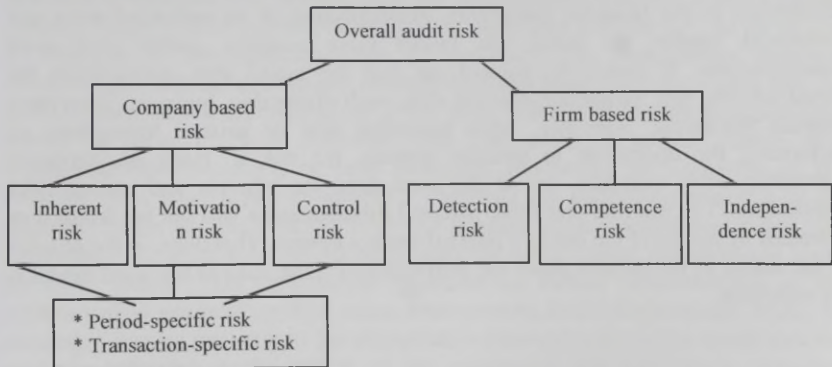 Overall audit risk
Company based
risk
Firm based risk
Inherent
risk
Motivatio
n risk
Control
risk
Detection
risk
Competence
risk
Indepen-
dence risk
* Period-specific risk
* Transaction-specific risk